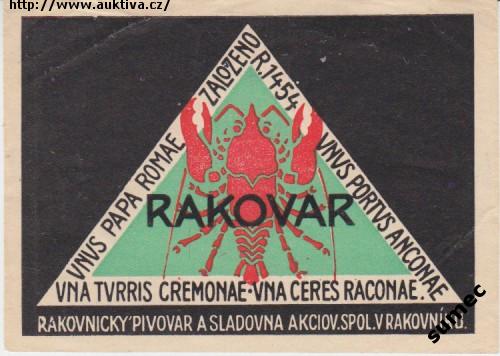 http://www.auktiva.cz/
ZALOŽENO
R.1454
VNVS PAPA ROMAE
VNVS PORTVS ANCONAE
RAKOVAR
VNA TVRRIS CREMONAE · VNA CERES RACONAE.
RAKOVNICKÝ PIVOVAR A SLADOVNA AKCIOV. SPOL. V RAKOVNÍKU.
sumec